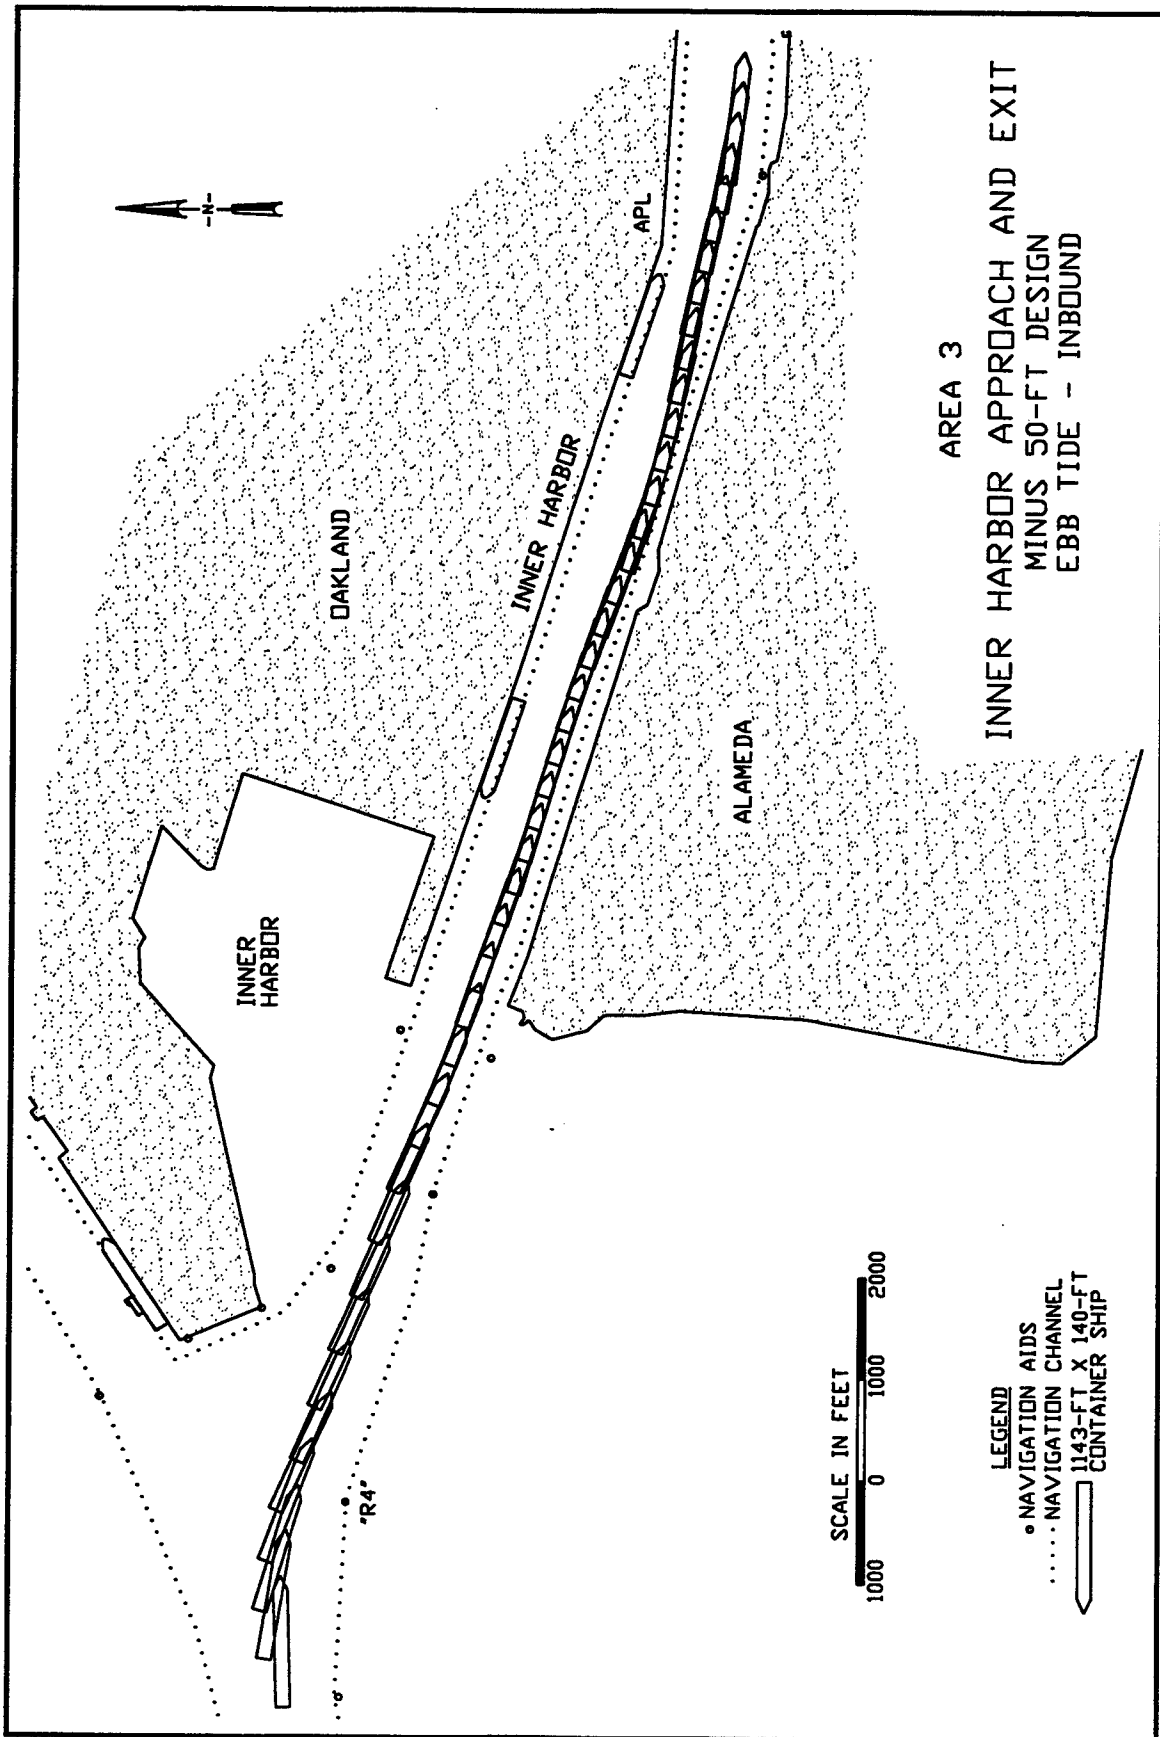 -N-
APL
INNER HARBOR
OAKLAND
INNER
HARBOR
ALAMEDA
"R4"
AREA 3
INNER HARBOR APPROACH AND EXIT
MINUS 50-FT DESIGN
EBB TIDE - INBOUND
SCALE IN FEET
1000 0 1000 2000
LEGEND
NAVIGATION AIDS
NAVIGATION CHANNEL
1143-FT X 140-FT
CONTAINER SHIP